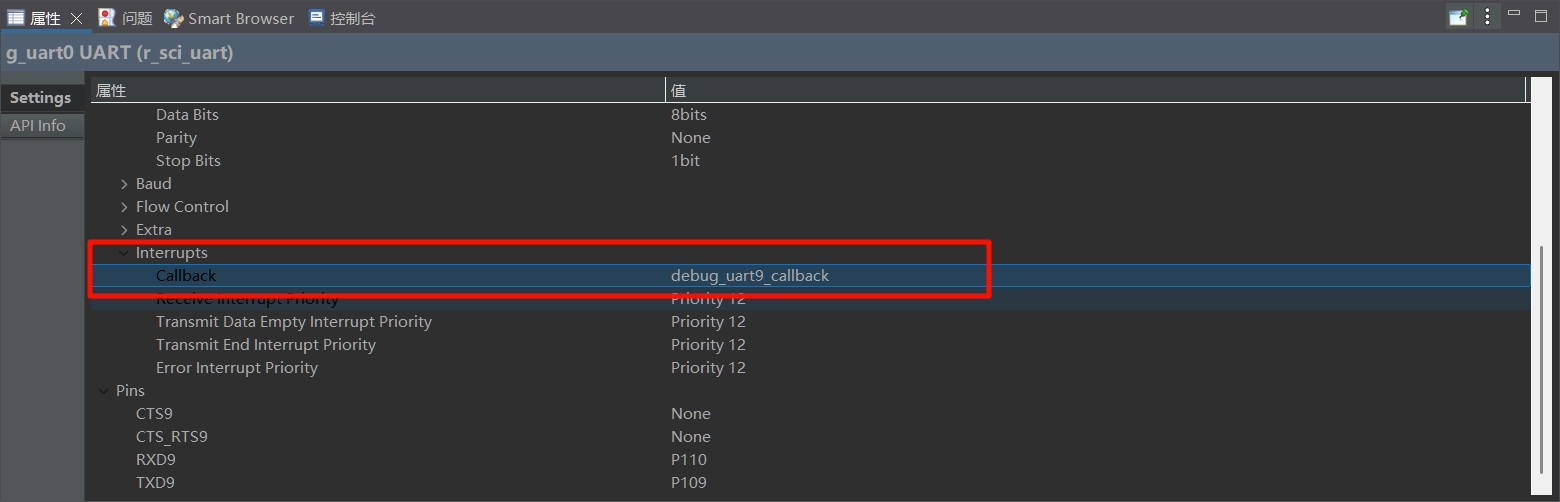 属性 问题 Smart Browser 控制台
g_uart0 UART (r_sci_uart)
Settings
API Info
属性 值
Data Bits 8bits
Parity None
Stop Bits 1bit
Baud
Flow Control
Extra
Interrupts
Callback debug_uart9_callback
Receive Interrupt Priority Priority 12
Transmit Data Empty Interrupt Priority Priority 12
Transmit End Interrupt Priority Priority 12
Error Interrupt Priority Priority 12
Pins
CTS9 None
CTS_RTS9 None
RXD9 P110
TXD9 P109